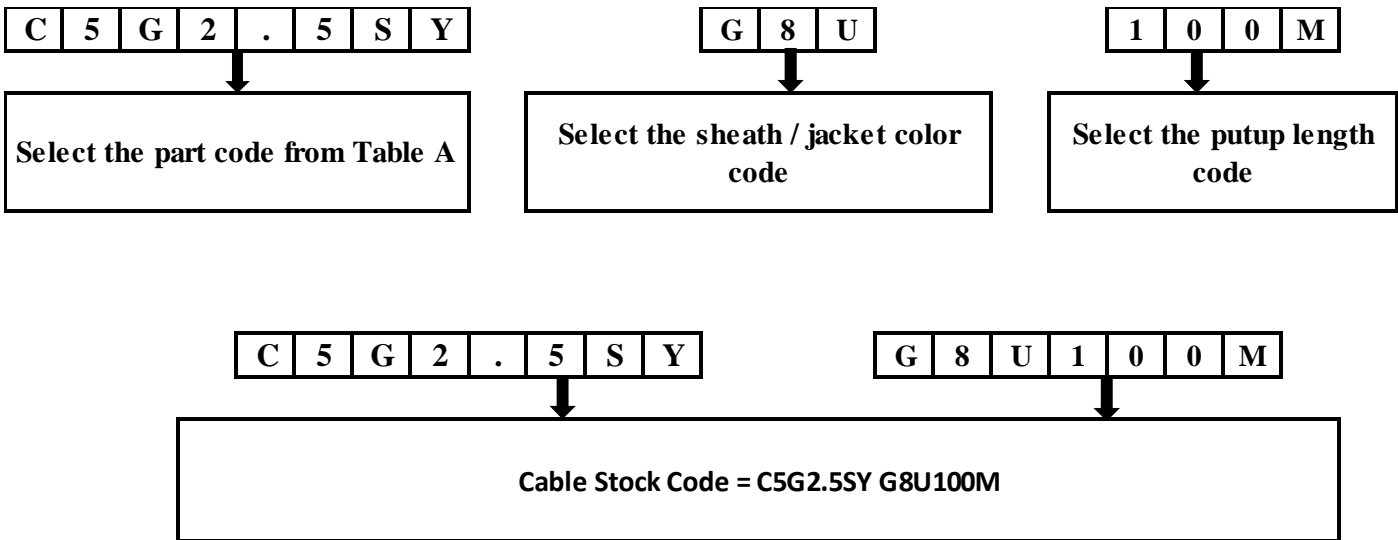 C 5 G 2 . 5 S Y
G 8 U
1 0 0 M
Select the part code from Table A
Select the sheath / jacket color
code
Select the putup length
code
C 5 G 2 . 5 S Y
G 8 U 1 0 0 M
Cable Stock Code = C5G2.5SY G8U100M